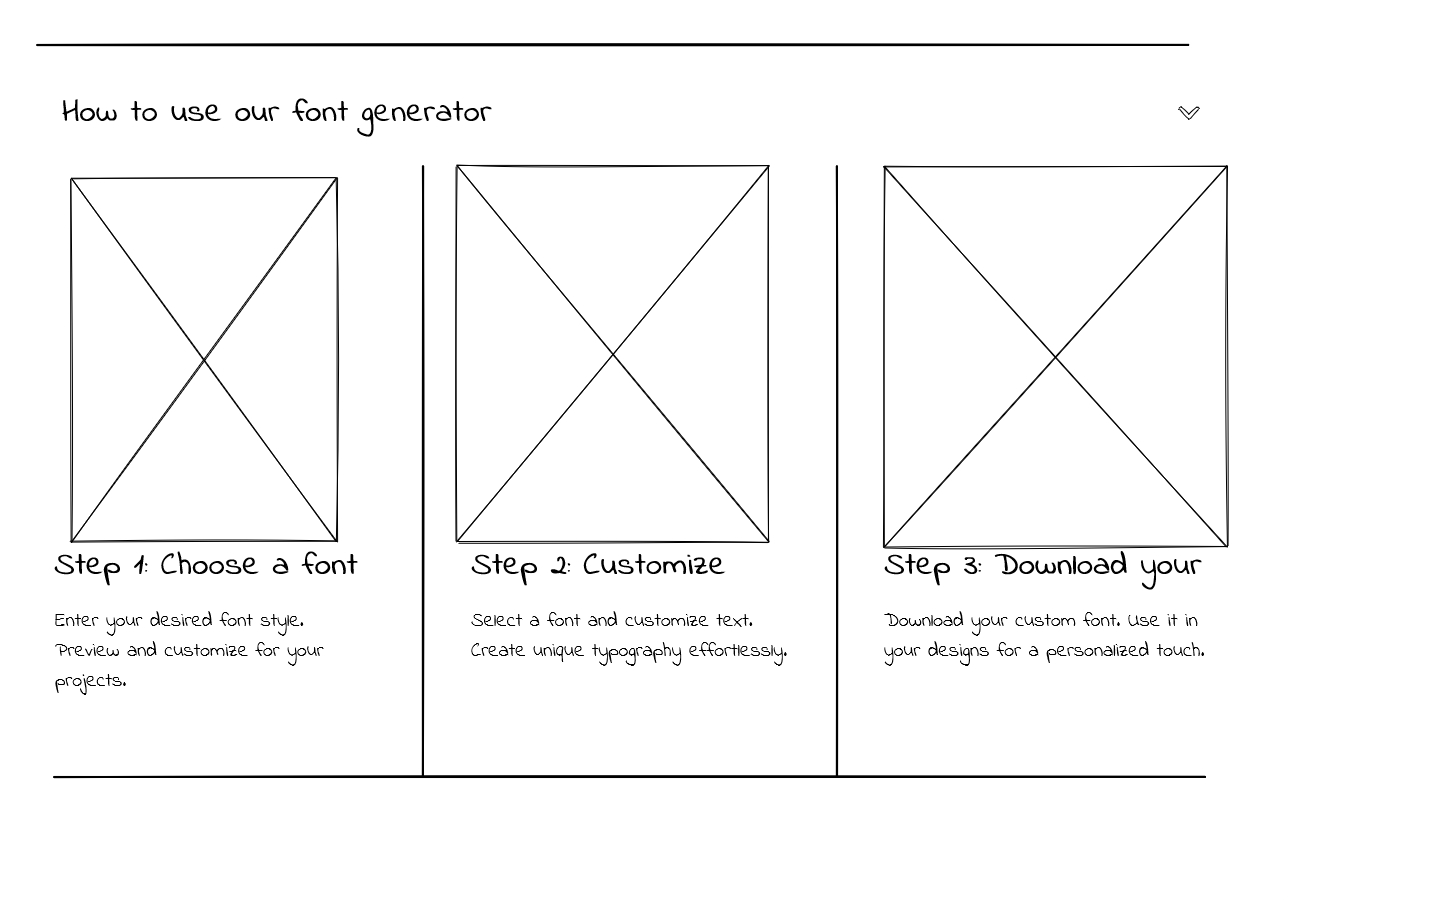 How to use our font generator
Step 1: Choose a font
Enter your desired font style.
Preview and customize for your
projects.
Step 2: Customize
Select a font and customize text.
Create unique typography effortlessly.
Step 3: Download your
Download your custom font. Use it in
your designs for a personalized touch.